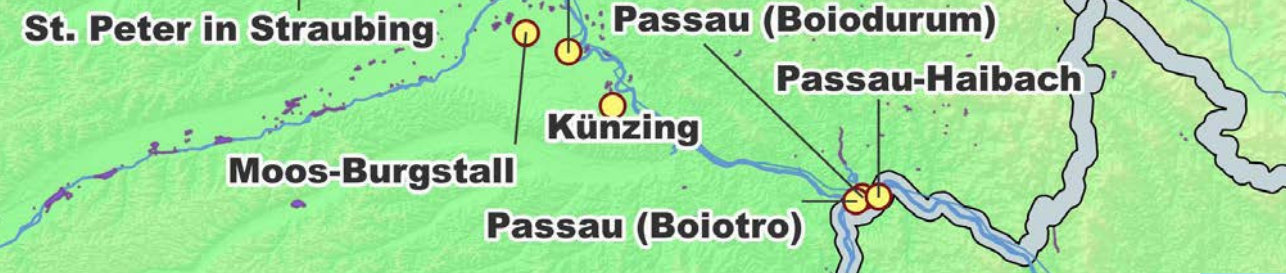 St. Peter in Straubing
Passau (Boiodurum)
Passau-Haibach
Künzing
Moos-Burgstall
Passau (Boiotro)